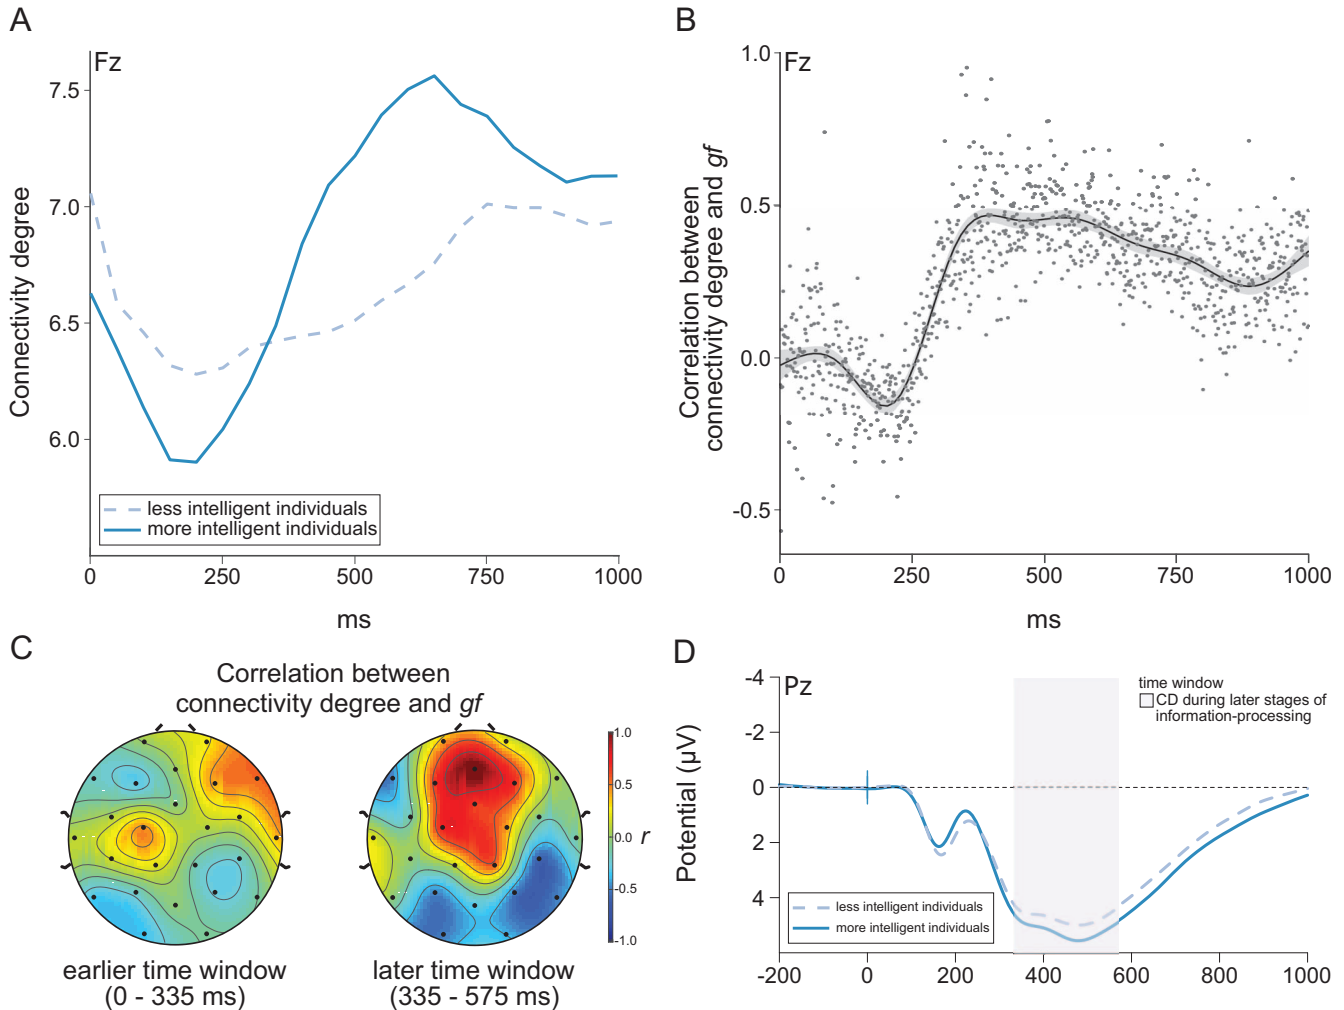 A
Fz
Connectivity degree
7.5
7.0
6.5
6.0
less intelligent individuals
more intelligent individuals
0
250
500
750
1000
ms
B
Fz
Correlation between
connectivity degree and gf
1.0
0.5
0.0
-0.5
0
250
500
750
1000
ms
C
Correlation between
connectivity degree and gf
1.0
0.5
0.0
-0.5
-1.0
r
earlier time window
(0 - 335 ms)
later time window
(335 - 575 ms)
D
Pz
Potential (µV)
-4
-2
0
2
4
time window
CD during later stages of
information-processing
less intelligent individuals
more intelligent individuals
-200
0
200
400
600
800
1000